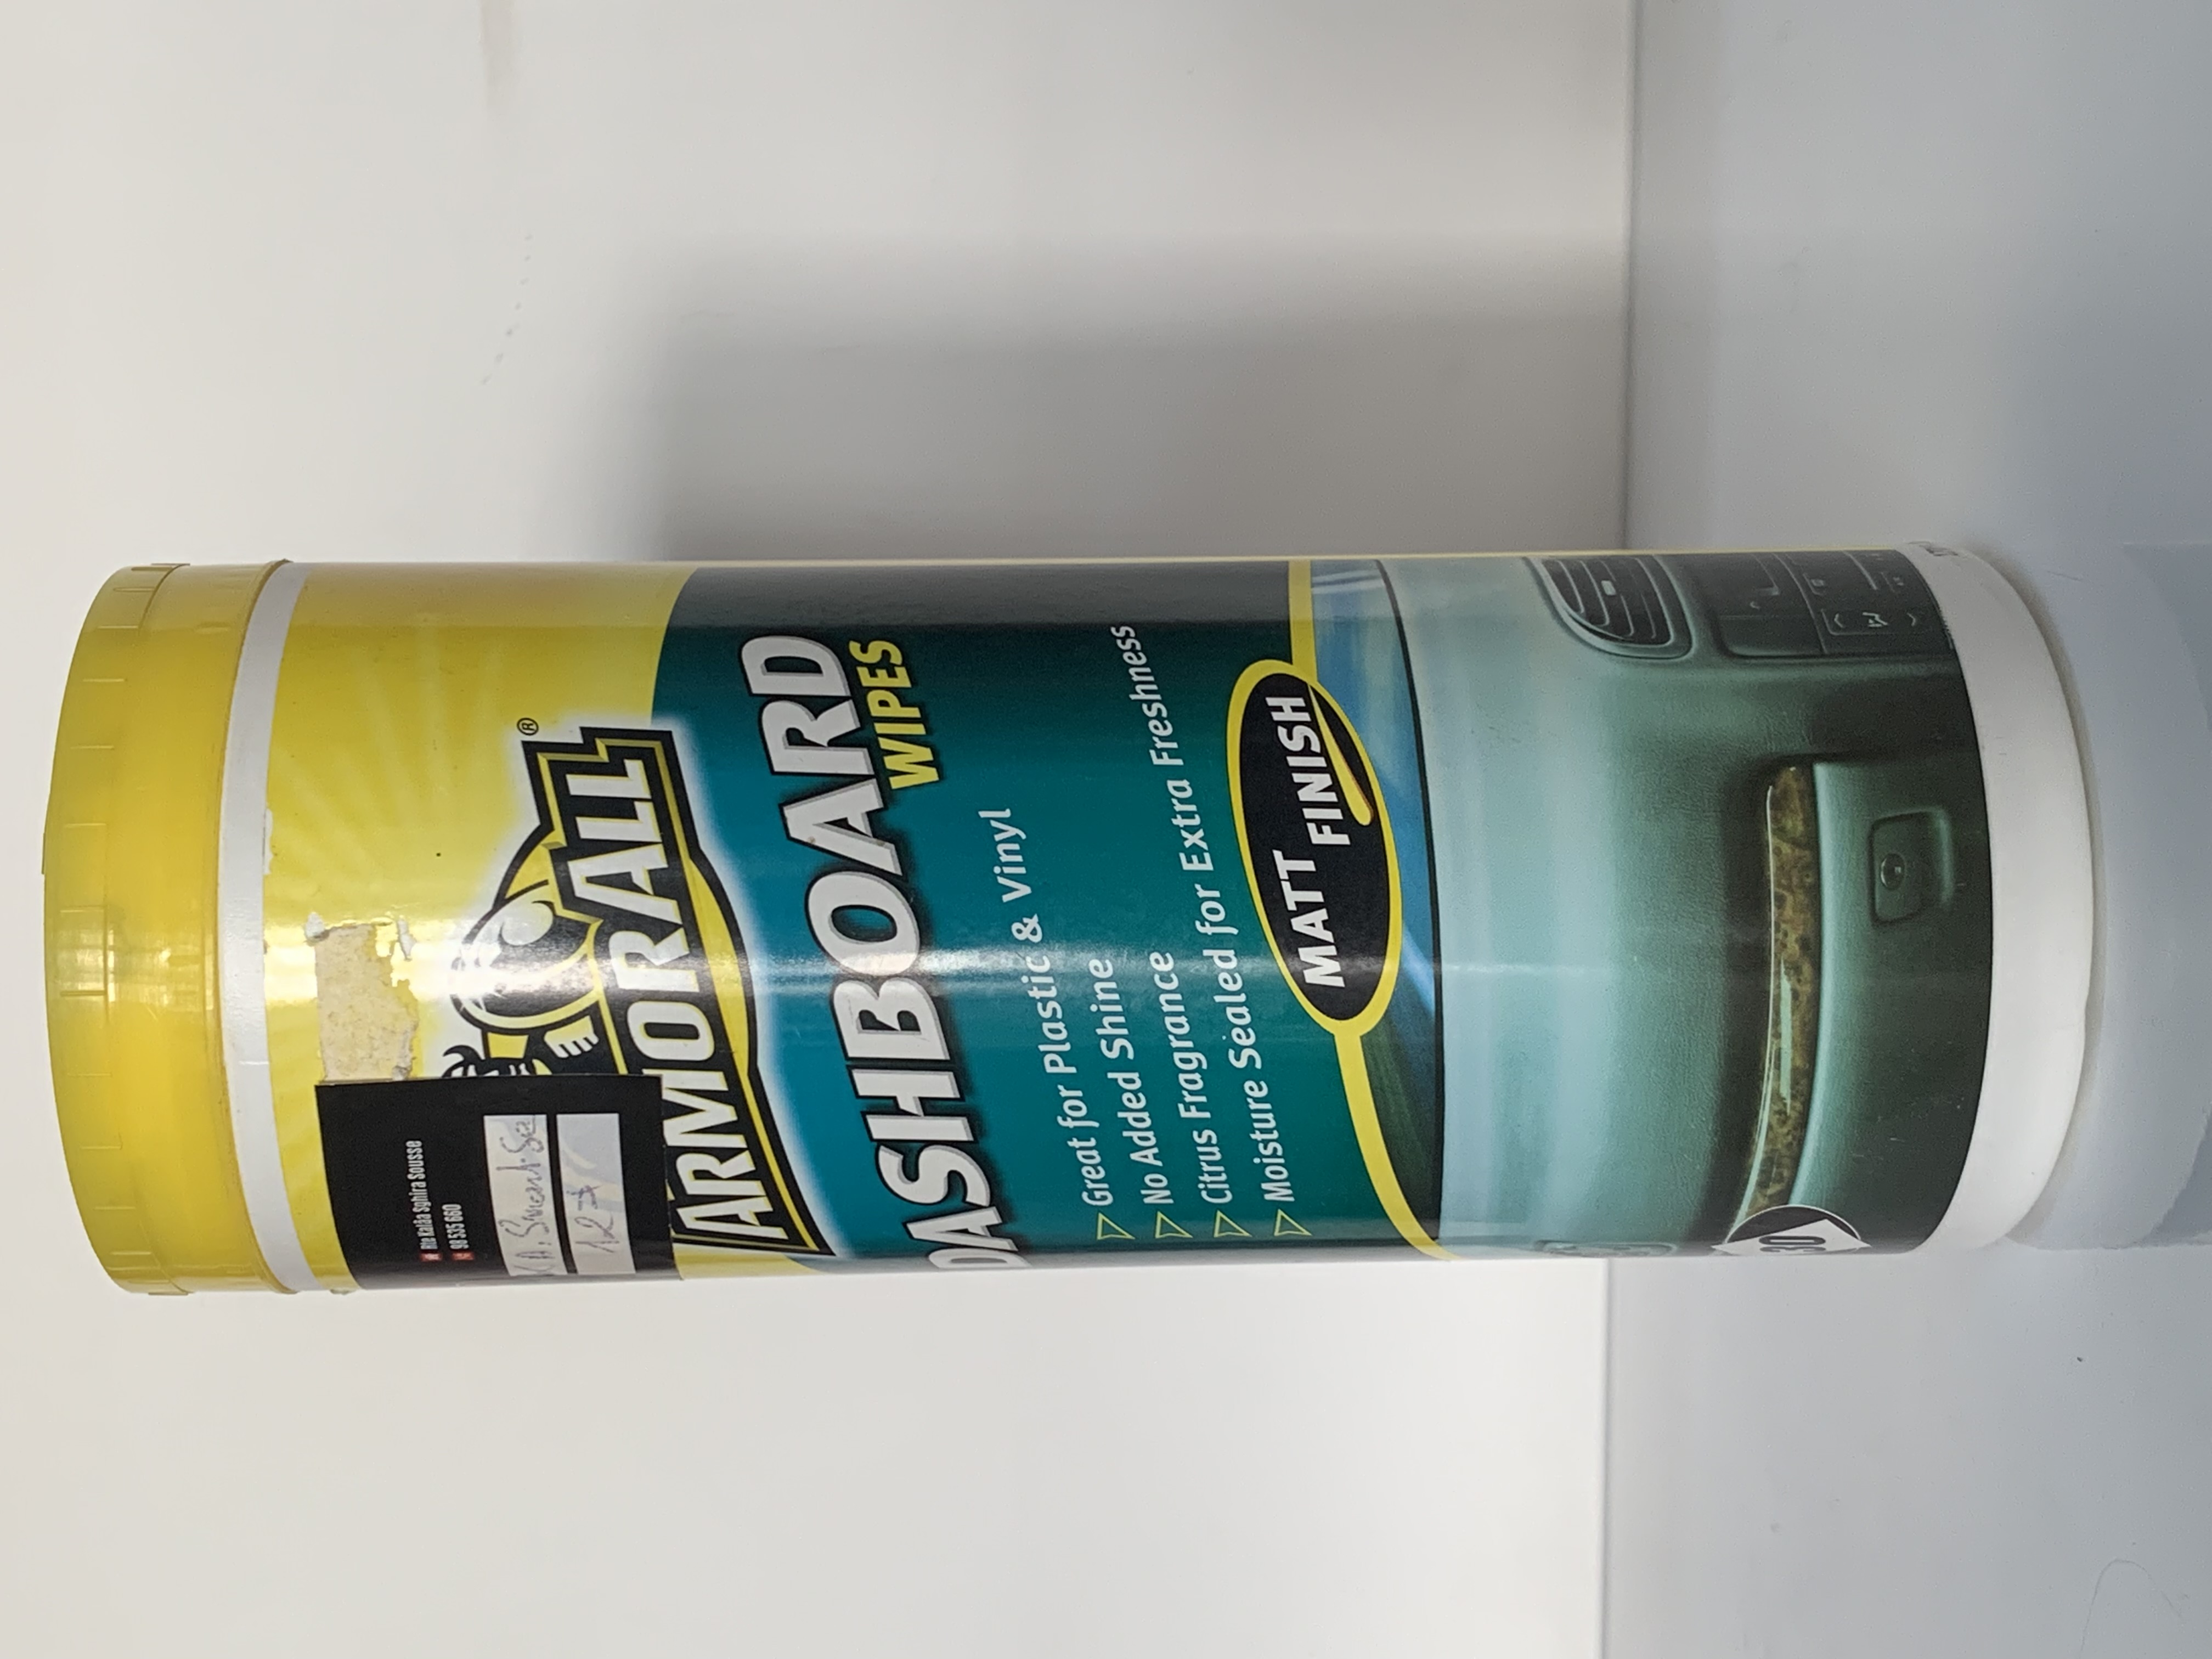 Rte Kalâa Sghira Sousse
98 535 660
ARMORALL®
DASHBOARD
WIPES
Great for Plastic & Vinyl
No Added Shine
Citrus Fragrance
Moisture Sealed for Extra Freshness
MATT
FINISH
30